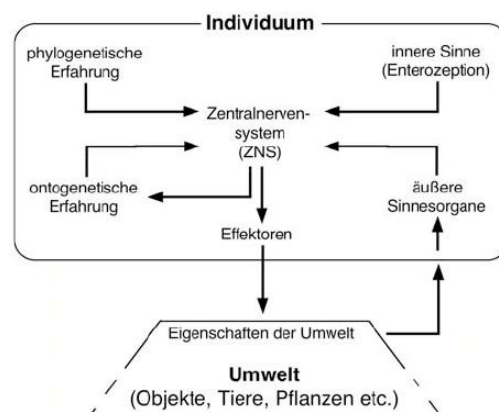 Individuum
phylogenetische
Erfahrung
innere Sinne
(Enterozeption)
Zentralnerven-
system
(ZNS)
ontogenetische
Erfahrung
äußere
Sinnesorgane
Effektoren
Eigenschaften der Umwelt
Umwelt
(Objekte, Tiere, Pflanzen etc.)